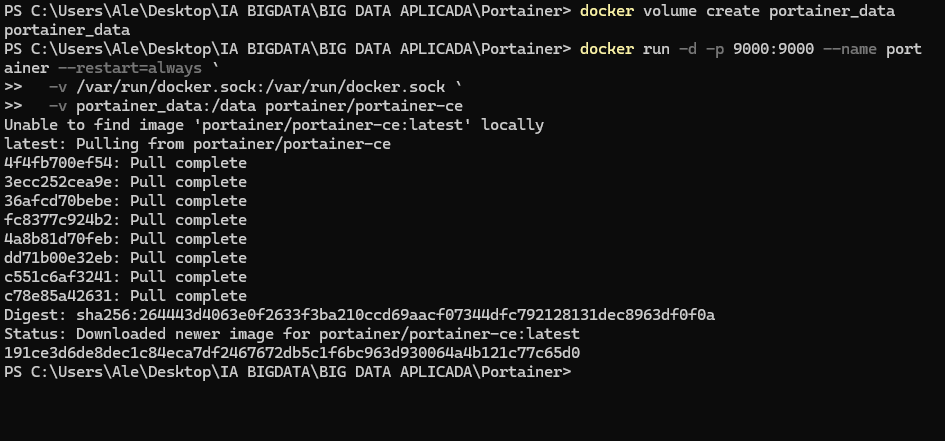 PS C:\Users\Ale\Desktop\IA BIGDATA\BIG DATA APLICADA\Portainer> docker volume create portainer_data
portainer_data
PS C:\Users\Ale\Desktop\IA BIGDATA\BIG DATA APLICADA\Portainer> docker run -d -p 9000:9000 --name port
ainer --restart=always `
>>   -v /var/run/docker.sock:/var/run/docker.sock `
>>   -v portainer_data:/data portainer/portainer-ce
Unable to find image 'portainer/portainer-ce:latest' locally
latest: Pulling from portainer/portainer-ce
4f4fb700ef54: Pull complete
3ecc252cea9e: Pull complete
36afcd70bebe: Pull complete
fc8377c924b2: Pull complete
4a8b81d70feb: Pull complete
dd71b00e32eb: Pull complete
c551c6af3241: Pull complete
c78e85a42631: Pull complete
Digest: sha256:264443d4063e0f2633f3ba210ccd69aacf07344dfc792128131dec8963df0f0a
Status: Downloaded newer image for portainer/portainer-ce:latest
191ce3d6de8dec1c84eca7df2467672db5c1f6bc963d930064a4b121c77c65d0
PS C:\Users\Ale\Desktop\IA BIGDATA\BIG DATA APLICADA\Portainer>